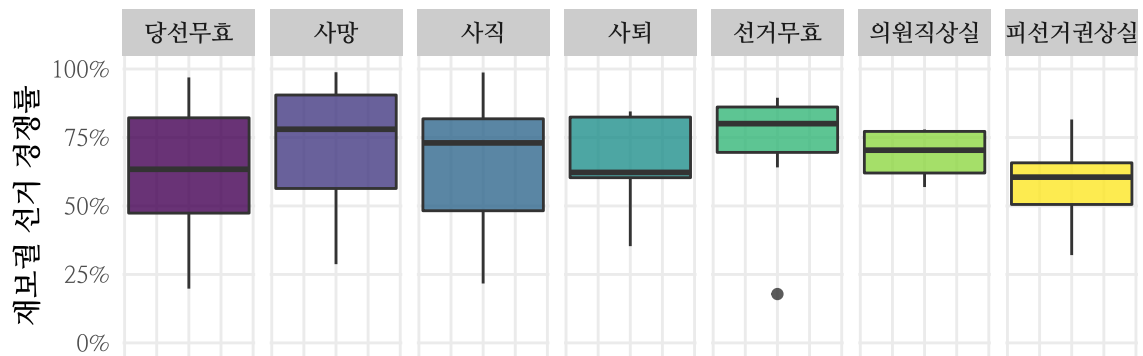 당선무효
사망
사직
사퇴
선거무효
의원직상실
피선거권상실
재보궐 선거 경쟁률
100%
75%
50%
25%
0%